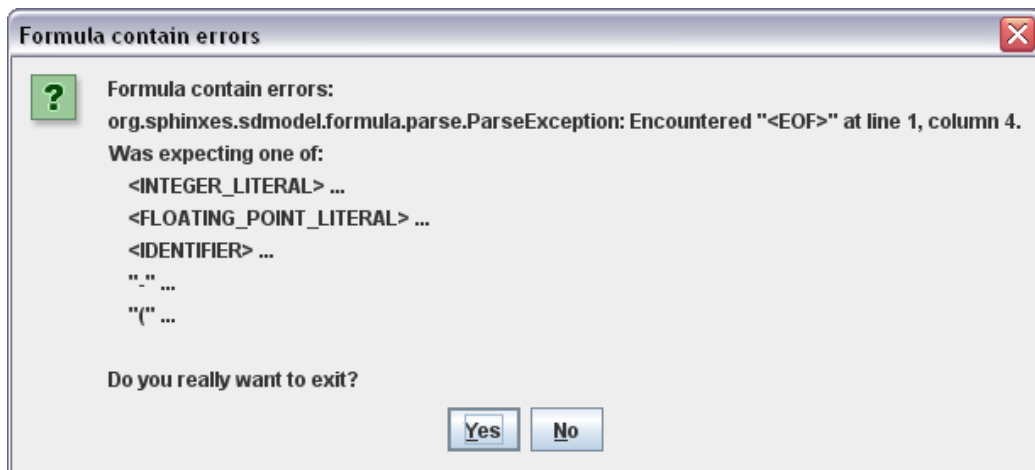 Formula contain errors
?
Formula contain errors:
org.sphinxes.sdmodel.formula.parse.ParseException: Encountered "<EOF>" at line 1, column 4.
Was expecting one of:
<INTEGER_LITERAL> ...
<FLOATING_POINT_LITERAL> ...
<IDENTIFIER> ...
"-" ...
"(" ...
Do you really want to exit?
Yes No